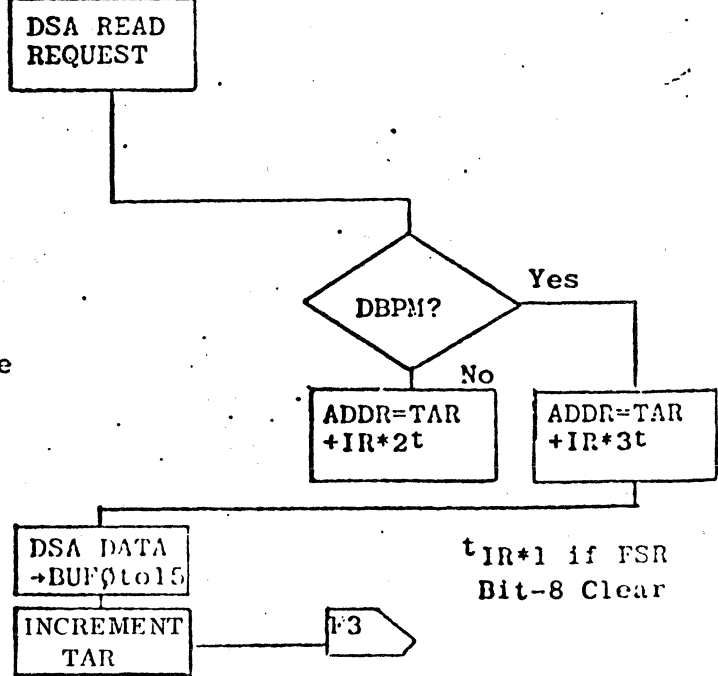 DSA READ
REQUEST
DBPM?
Yes
No
e
ADDR=TAR
+IR*2t
ADDR=TAR
+IR*3t
DSA DATA
→BUFØto15
tIR*1 if FSR
Bit-8 Clear
INCREMENT
TAR
F3